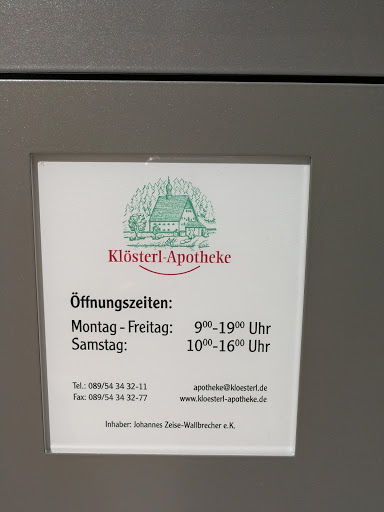 Klösterl-Apotheke
Öffnungszeiten:
Montag - Freitag: 9⁰⁰-19⁰⁰ Uhr
Samstag: 10⁰⁰-16⁰⁰ Uhr
Tel.: 089/54 34 32-11 apotheke@kloesterl.de
Fax: 089/54 34 32-77 www.kloesterl-apotheke.de
Inhaber: Johannes Zeise-Wallbrecher e.K.